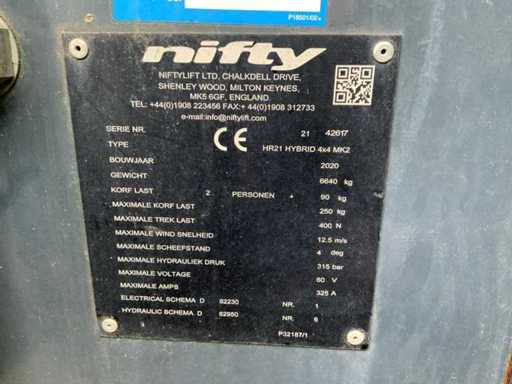 P18501/02
nifty
NIFTYLIFT LTD, CHALKDELL DRIVE,
SHENLEY WOOD, MILTON KEYNES,
MK5 6GF, ENGLAND.
TEL: +44(0)1908 223456 FAX:+ 44(0)1908 312733
e-mail:info@niftylift.com
SERIE NR. 21 42617
TYPE CE HR21 HYBRID 4x4 MK2
BOUWJAAR 2020
GEWICHT 6640 kg
KORF LAST 2 PERSONEN + 90 kg
MAXIMALE KORF LAST 250 kg
MAXIMALE TREK LAST 400 N
MAXIMALE WIND SNELHEID 12.5 m/s
MAXIMALE SCHEEFSTAND 4 deg
MAXIMALE HYDRAULIEK DRUK 315 bar
MAXIMALE VOLTAGE 60 V
MAXIMALE AMPS 325 A
ELECTRICAL SCHEMA D 62230 NR. 1
HYDRAULIC SCHEMA D 62950 NR. 6
P32187/1